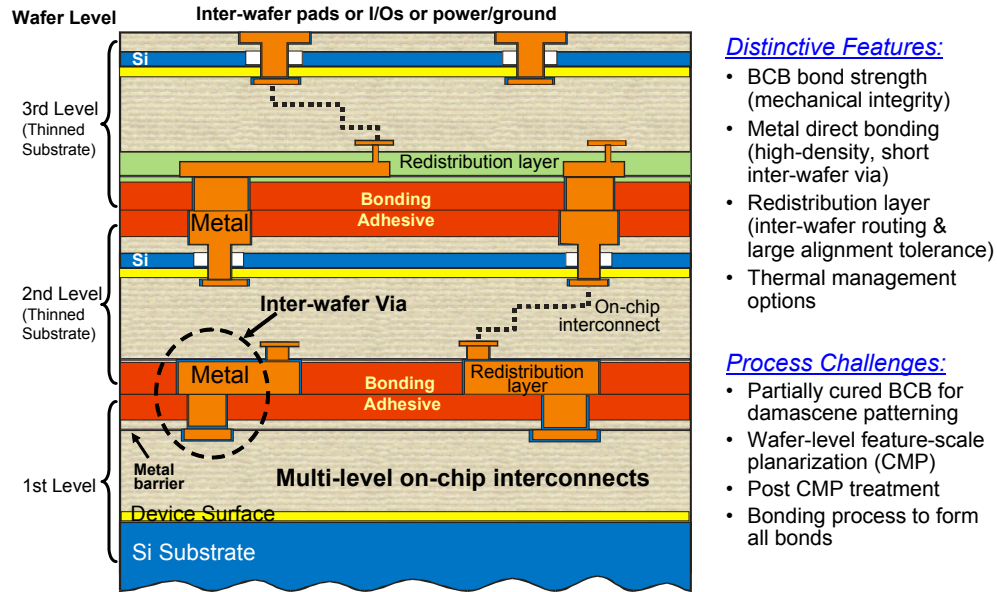 Wafer Level
Inter-wafer pads or I/Os or power/ground
Si
3rd Level
(Thinned
Substrate)
Redistribution layer
Bonding
Adhesive
Metal
Si
2nd Level
(Thinned
Substrate)
Inter-wafer Via
On-chip
interconnect
Metal
Redistribution
layer
Bonding
Adhesive
Metal
barrier
1st Level
Multi-level on-chip interconnects
Device Surface
Si Substrate
Distinctive Features:
• BCB bond strength
(mechanical integrity)
• Metal direct bonding
(high-density, short
inter-wafer via)
• Redistribution layer
(inter-wafer routing &
large alignment tolerance)
• Thermal management
options
Process Challenges:
• Partially cured BCB for
damascene patterning
• Wafer-level feature-scale
planarization (CMP)
• Post CMP treatment
• Bonding process to form
all bonds